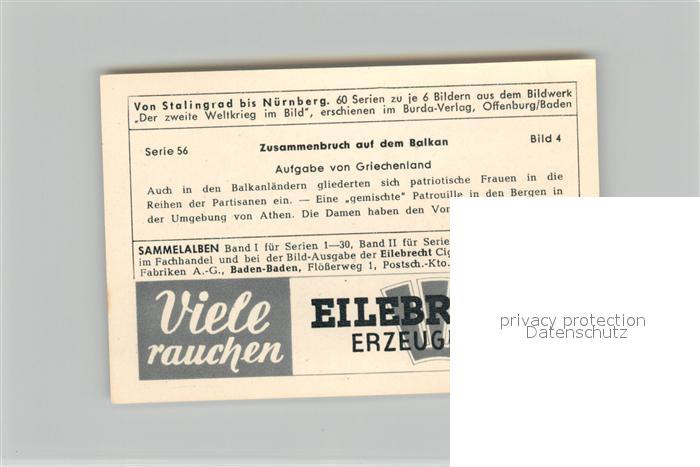 Von Stalingrad bis Nürnberg. 60 Serien zu je 6 Bildern aus dem Bildwerk
„Der zweite Weltkrieg im Bild", erschienen im Burda-Verlag, Offenburg/Baden
Serie 56 Zusammenbruch auf dem Balkan Bild 4
Aufgabe von Griechenland
Auch in den Balkanländern gliederten sich patriotische Frauen in die
Reihen der Partisanen ein. — Eine „gemischte" Patrouille in den Bergen in
der Umgebung von Athen. Die Damen haben den
SAMMELALBEN Band I für Serien 1—30, Band II für
im Fachhandel und bei der Bild-Ausgabe der Eilebrecht
Fabriken A.-G., Baden-Baden, Flößerweg 1, Postsch.-Kto.
Viele
rauchen
EILEBR
ERZEUG
privacy protection
Datenschutz